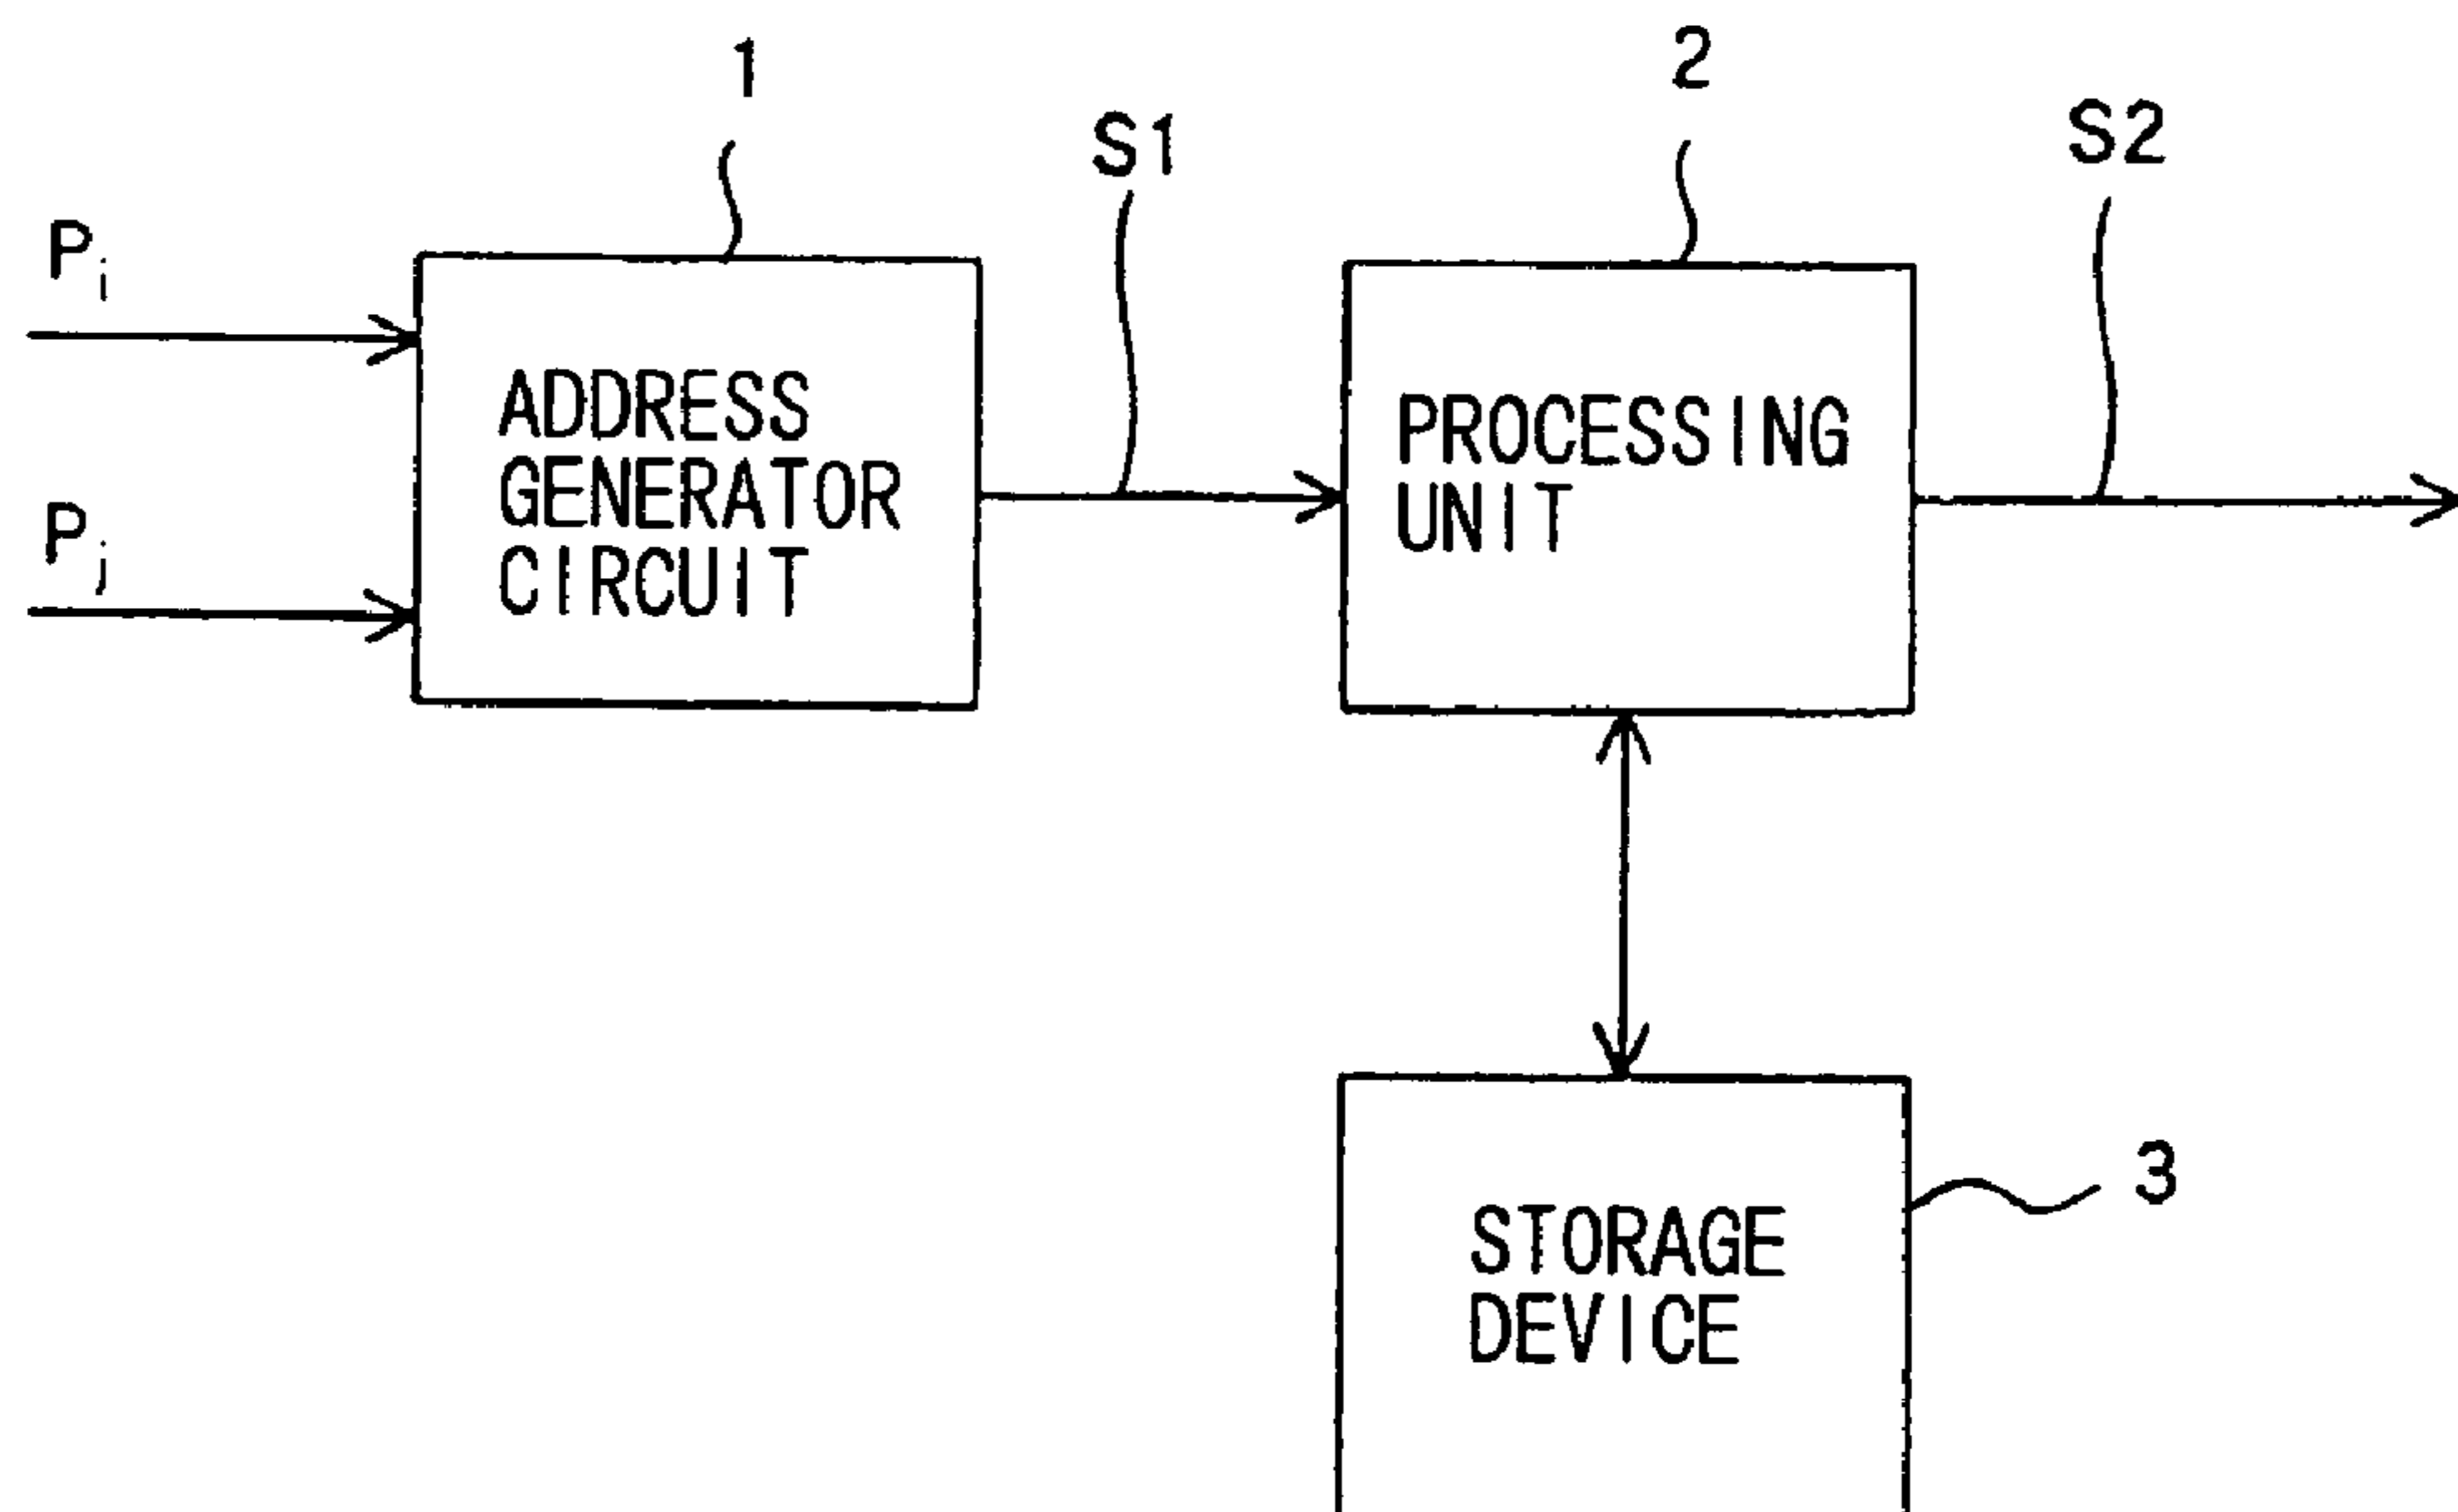 1
2
S1
S2
Pi
Pj
ADDRESS
GENERATOR
CIRCUIT
PROCESSING
UNIT
3
STORAGE
DEVICE